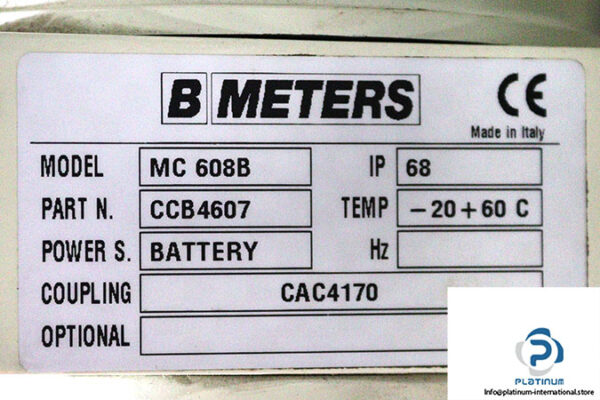 B METERS
CE
Made in Italy
MODEL MC 608B IP 68
PART N. CCB4607 TEMP -20+60 C
POWER S. BATTERY Hz
COUPLING CAC4170
OPTIONAL
PLATINUM
Info@platinum-international.store